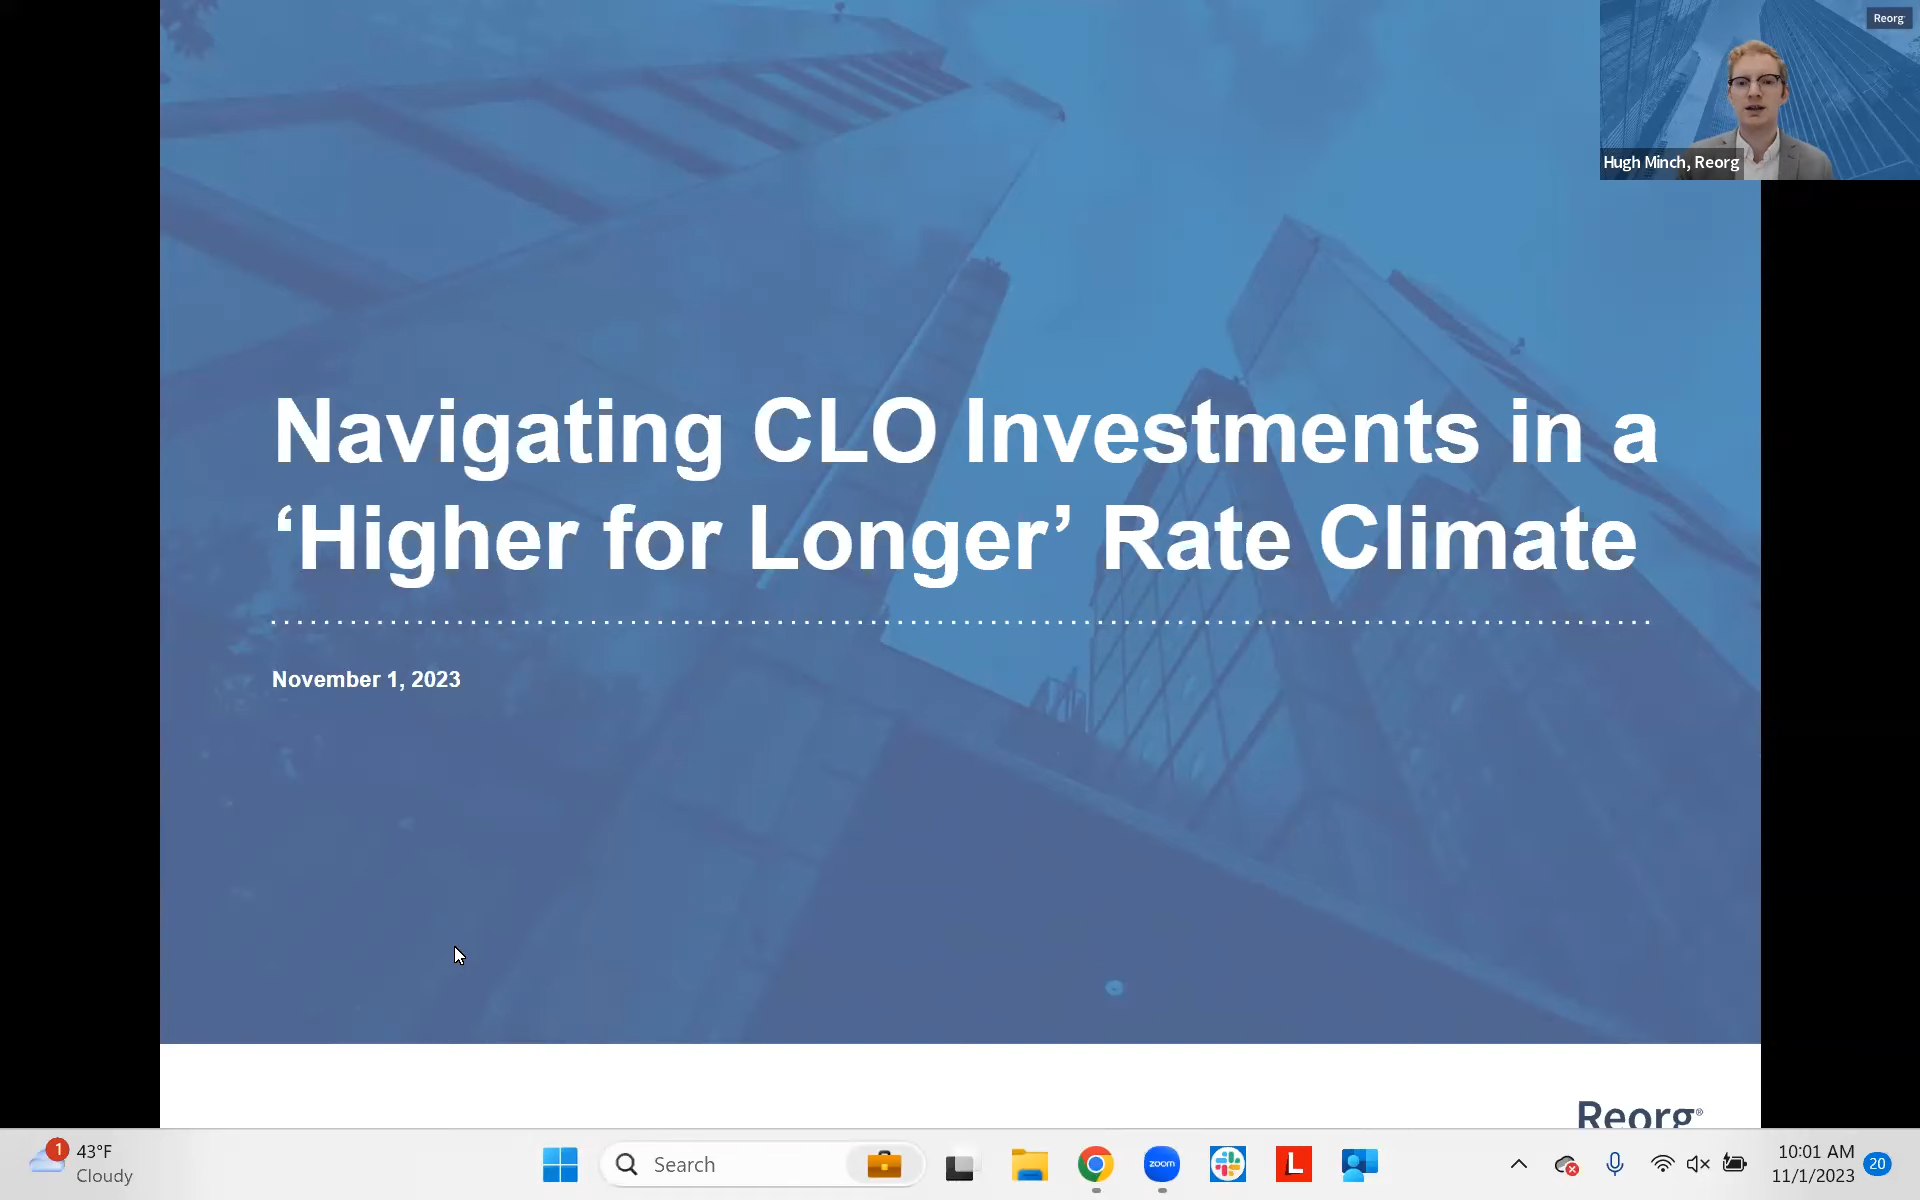 Reorg
Hugh Minch, Reorg
Navigating CLO Investments in a
‘Higher for Longer’ Rate Climate
November 1, 2023
Reorg®
1
43°F
Cloudy
Search
zoom
L
10:01 AM
11/1/2023
20